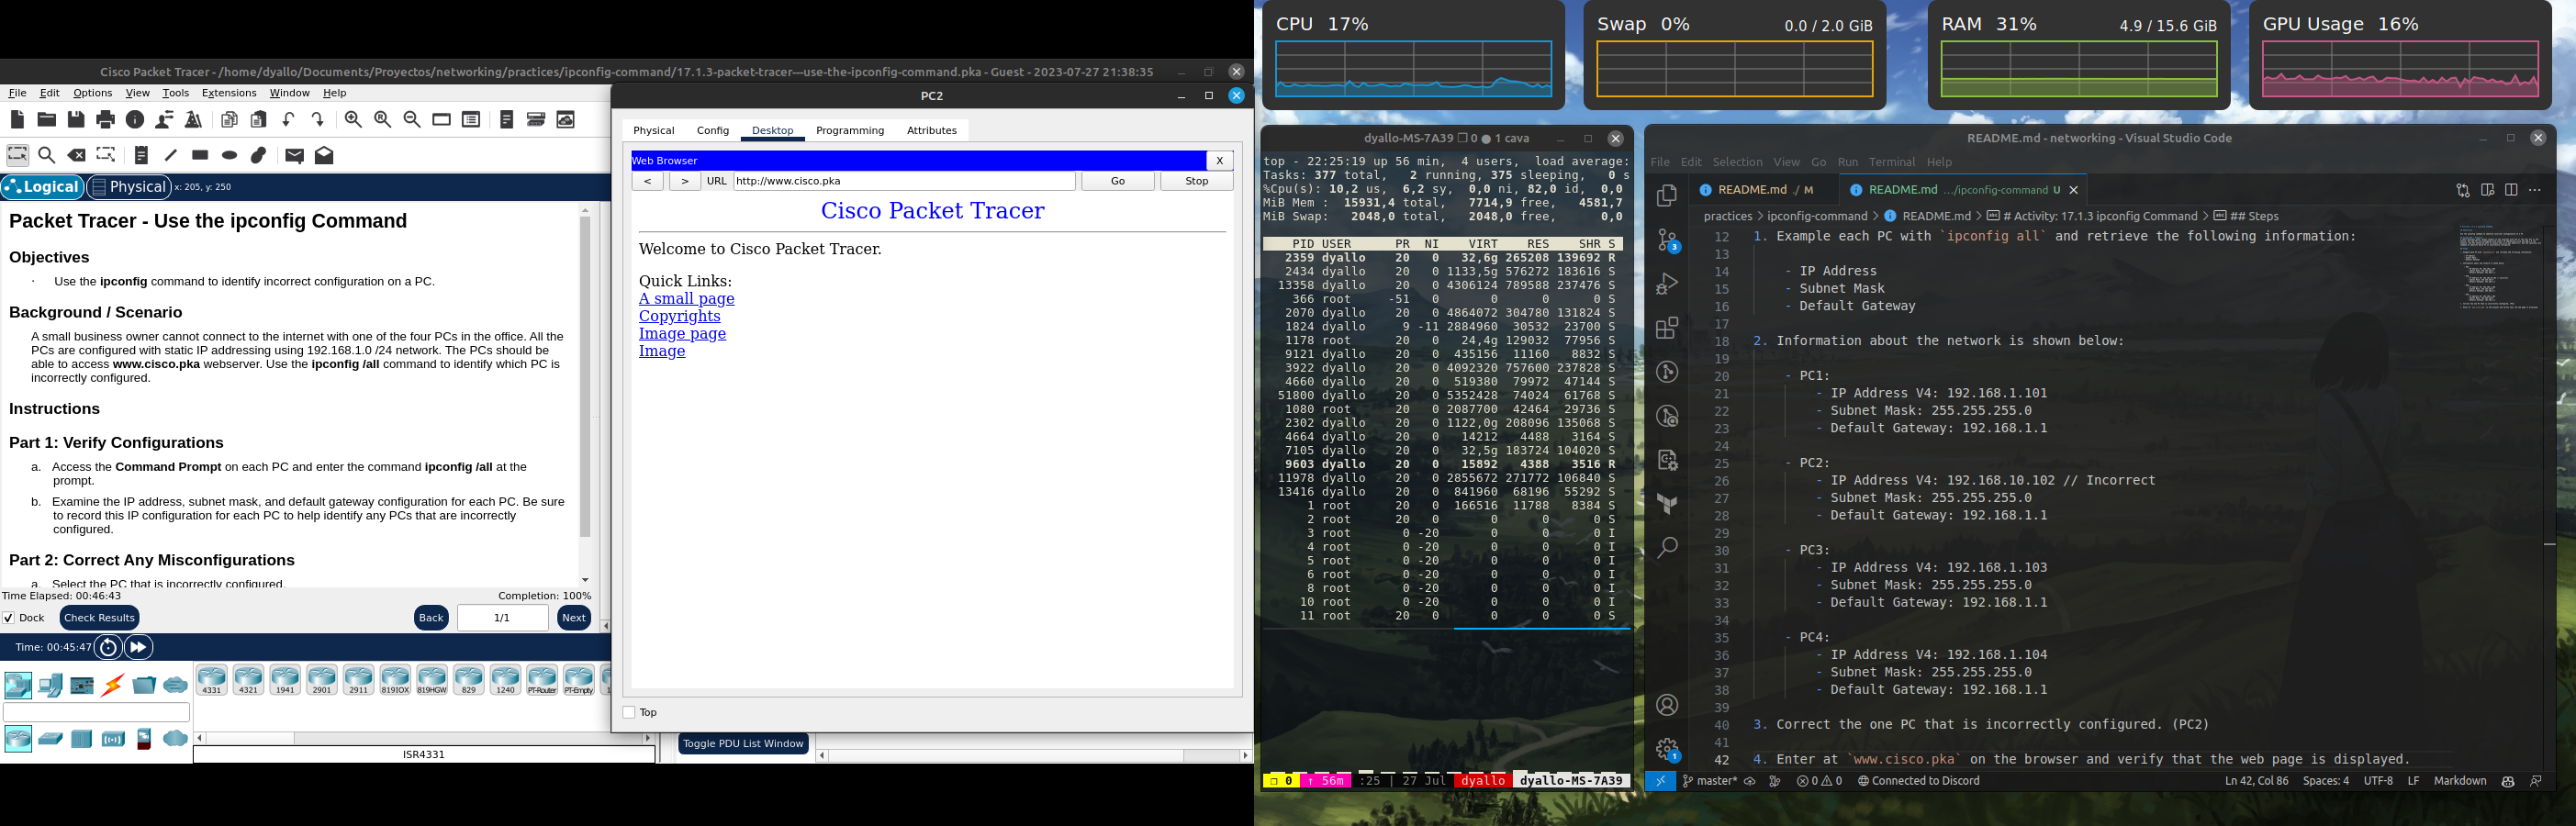 Cisco Packet Tracer - /home/dyallo/Documents/Proyectos/networking/practices/ipconfig-command/17.1.3-packet-tracer---use-the-ipconfig-command.pka - Guest - 2023-07-27 21:38:35
File Edit Options View Tools Extensions Window Help
Logical Physical x: 205, y: 250
Packet Tracer - Use the ipconfig Command
Objectives
· Use the ipconfig command to identify incorrect configuration on a PC.
Background / Scenario
A small business owner cannot connect to the internet with one of the four PCs in the office. All the
PCs are configured with static IP addressing using 192.168.1.0 /24 network. The PCs should be
able to access www.cisco.pka webserver. Use the ipconfig /all command to identify which PC is
incorrectly configured.
Instructions
Part 1: Verify Configurations
a. Access the Command Prompt on each PC and enter the command ipconfig /all at the
prompt.
b. Examine the IP address, subnet mask, and default gateway configuration for each PC. Be sure
to record this IP configuration for each PC to help identify any PCs that are incorrectly
configured.
Part 2: Correct Any Misconfigurations
a. Select the PC that is incorrectly configured.
Time Elapsed: 00:46:43 Completion: 100%
Dock Check Results Back 1/1 Next
Time: 00:45:47
4331 4321 1941 2901 2911 819IOX 819HGW 829 1240 PT-Router PT-Empty
ISR4331
Toggle PDU List Window
PC2
Physical Config Desktop Programming Attributes
Web Browser X
< > URL http://www.cisco.pka Go Stop
Cisco Packet Tracer
Welcome to Cisco Packet Tracer.
Quick Links:
A small page
Copyrights
Image page
Image
Top
CPU 17%
Swap 0% 0.0 / 2.0 GiB
RAM 31% 4.9 / 15.6 GiB
GPU Usage 16%
dyallo-MS-7A39 ❐ 0 ● 1 cava
top - 22:25:19 up 56 min, 4 users, load average:
Tasks: 377 total, 2 running, 375 sleeping, 0 s
%Cpu(s): 10,2 us, 6,2 sy, 0,0 ni, 82,0 id, 0,0
MiB Mem : 15931,4 total, 7714,9 free, 4581,7
MiB Swap: 2048,0 total, 2048,0 free, 0,0
PID USER PR NI VIRT RES SHR S
2359 dyallo 20 0 32,6g 265208 139692 R
2434 dyallo 20 0 1133,5g 576272 183616 S
13358 dyallo 20 0 4306124 789588 237476 S
366 root -51 0 0 0 0 S
2070 dyallo 20 0 4864072 304780 131824 S
1824 dyallo 9 -11 2884960 30532 23700 S
1178 root 20 0 24,4g 129032 77956 S
9121 dyallo 20 0 435156 11160 8832 S
3922 dyallo 20 0 4092320 757600 237828 S
4660 dyallo 20 0 519380 79972 47144 S
51800 dyallo 20 0 5352428 74024 61768 S
1080 root 20 0 2087700 42464 29736 S
2302 dyallo 20 0 1122,0g 208096 135068 S
4664 dyallo 20 0 14212 4488 3164 S
7105 dyallo 20 0 32,5g 183724 104020 S
9603 dyallo 20 0 15892 4388 3516 R
11978 dyallo 20 0 2855672 271772 106840 S
13416 dyallo 20 0 841960 68196 55292 S
1 root 20 0 166516 11788 8384 S
2 root 20 0 0 0 0 S
3 root 0 -20 0 0 0 I
4 root 0 -20 0 0 0 I
5 root 0 -20 0 0 0 I
6 root 0 -20 0 0 0 I
8 root 0 -20 0 0 0 I
10 root 0 -20 0 0 0 I
11 root 20 0 0 0 0 S
❐ 0 ↑ 56m :25 | 27 Jul dyallo dyallo-MS-7A39
README.md - networking - Visual Studio Code
File Edit Selection View Go Run Terminal Help
README.md ./ M README.md .../ipconfig-command U
practices > ipconfig-command > README.md > # Activity: 17.1.3 ipconfig Command > ## Steps
12 1. Example each PC with `ipconfig all` and retrieve the following information:
13
14 - IP Address
15 - Subnet Mask
16 - Default Gateway
17
18 2. Information about the network is shown below:
19
20 - PC1:
21 - IP Address V4: 192.168.1.101
22 - Subnet Mask: 255.255.255.0
23 - Default Gateway: 192.168.1.1
24
25 - PC2:
26 - IP Address V4: 192.168.10.102 // Incorrect
27 - Subnet Mask: 255.255.255.0
28 - Default Gateway: 192.168.1.1
29
30 - PC3:
31 - IP Address V4: 192.168.1.103
32 - Subnet Mask: 255.255.255.0
33 - Default Gateway: 192.168.1.1
34
35 - PC4:
36 - IP Address V4: 192.168.1.104
37 - Subnet Mask: 255.255.255.0
38 - Default Gateway: 192.168.1.1
39
40 3. Correct the one PC that is incorrectly configured. (PC2)
41
42 4. Enter at `www.cisco.pka` on the browser and verify that the web page is displayed.
3
1
master* 0 0 Connected to Discord Ln 42, Col 86 Spaces: 4 UTF-8 LF Markdown